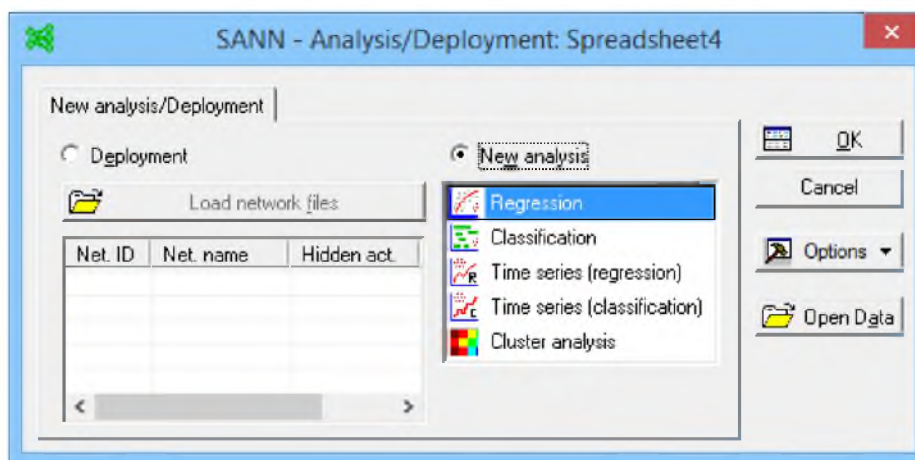 SANN - Analysis/Deployment: Spreadsheet4
New analysis/Deployment
Deployment
New analysis
Load network files
Net. ID Net. name Hidden act.
Regression
Classification
Time series (regression)
Time series (classification)
Cluster analysis
OK
Cancel
Options
Open Data